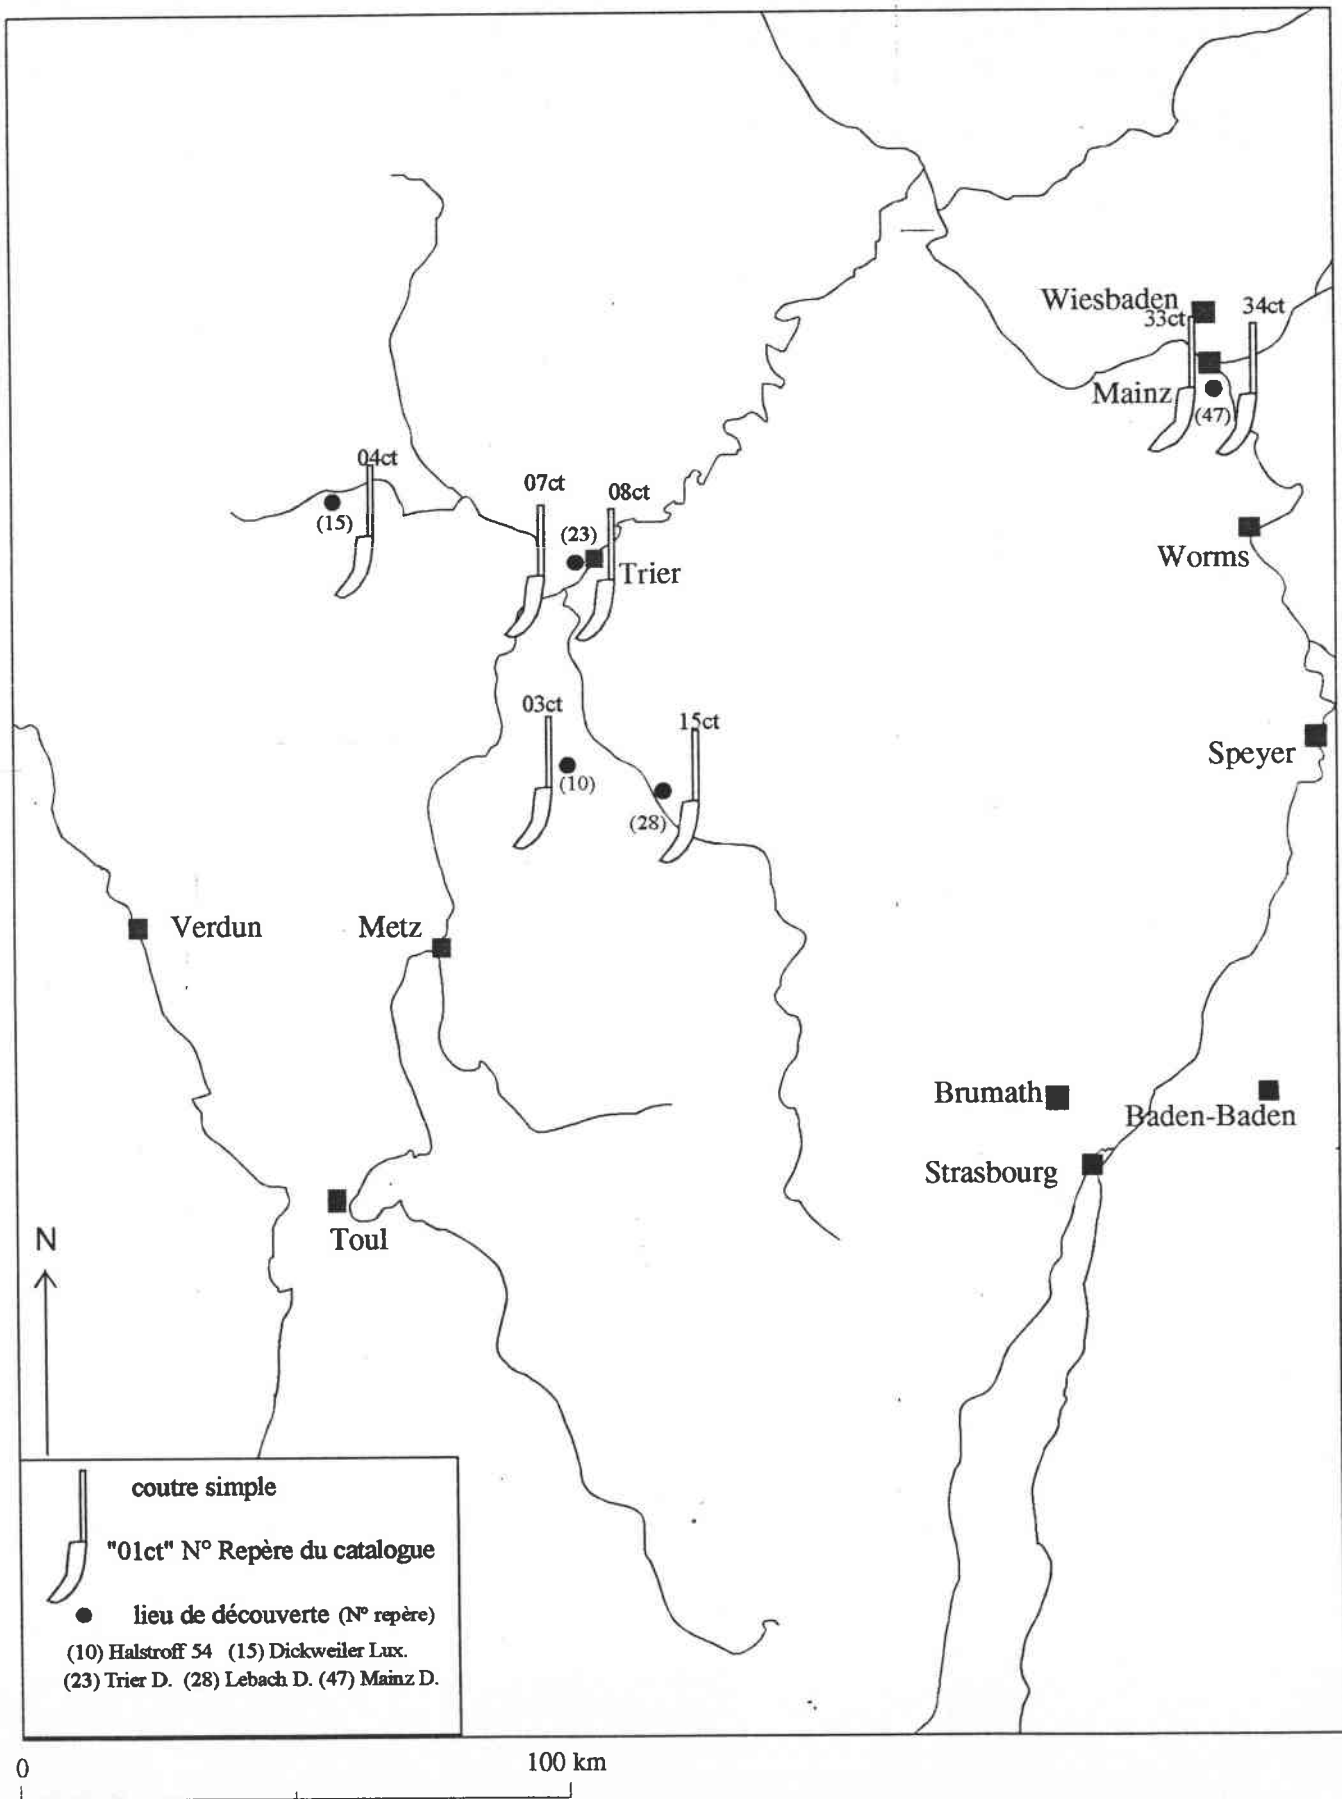 Wiesbaden
33ct
34ct
Mainz
(47)
04ct
(15)
07ct
08ct
(23)
Trier
Worms
03ct
(10)
15ct
(28)
Speyer
Verdun
Metz
Brumath
Baden-Baden
Strasbourg
Toul
N
coutre simple
"01ct" N° Repère du catalogue
lieu de découverte (N° repère)
(10) Halstroff 54 (15) Dickweiler Lux.
(23) Trier D. (28) Lebach D. (47) Mainz D.
0
100 km